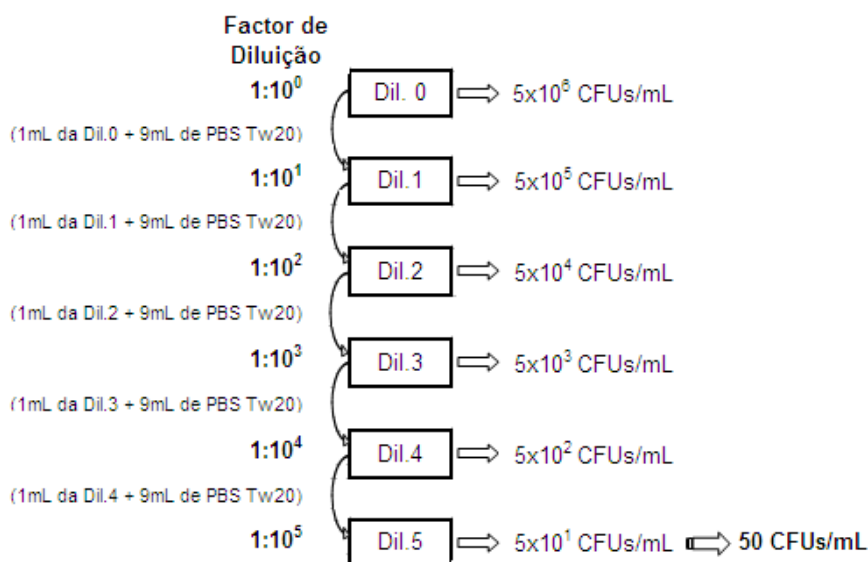 Factor de
Diluição
1:10⁰ Dil. 0 5x10⁶ CFUs/mL
(1mL da Dil.0 + 9mL de PBS Tw20)
1:10¹ Dil.1 5x10⁵ CFUs/mL
(1mL da Dil.1 + 9mL de PBS Tw20)
1:10² Dil.2 5x10⁴ CFUs/mL
(1mL da Dil.2 + 9mL de PBS Tw20)
1:10³ Dil.3 5x10³ CFUs/mL
(1mL da Dil.3 + 9mL de PBS Tw20)
1:10⁴ Dil.4 5x10² CFUs/mL
(1mL da Dil.4 + 9mL de PBS Tw20)
1:10⁵ Dil.5 5x10¹ CFUs/mL 50 CFUs/mL